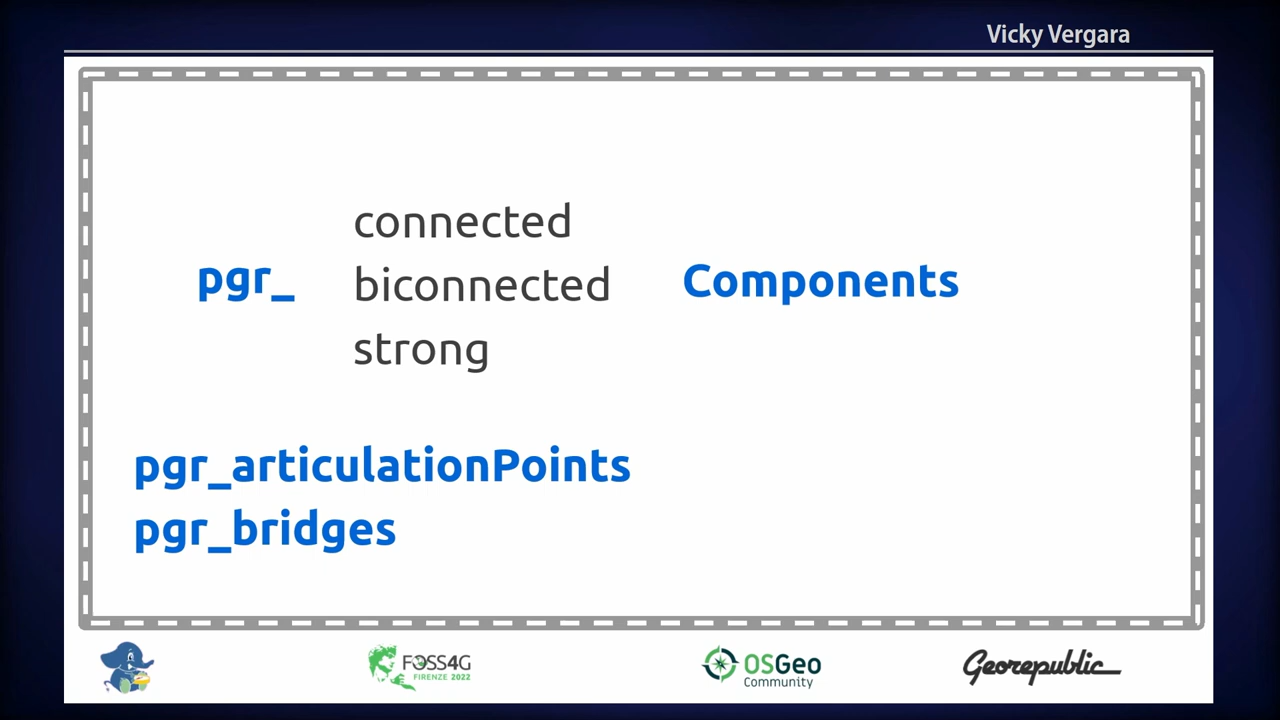 Vicky Vergara
connected
pgr_ biconnected Components
strong
pgr_articulationPoints
pgr_bridges
FOSS4G
FIRENZE 2022
OSGeo
Community
Georepublic